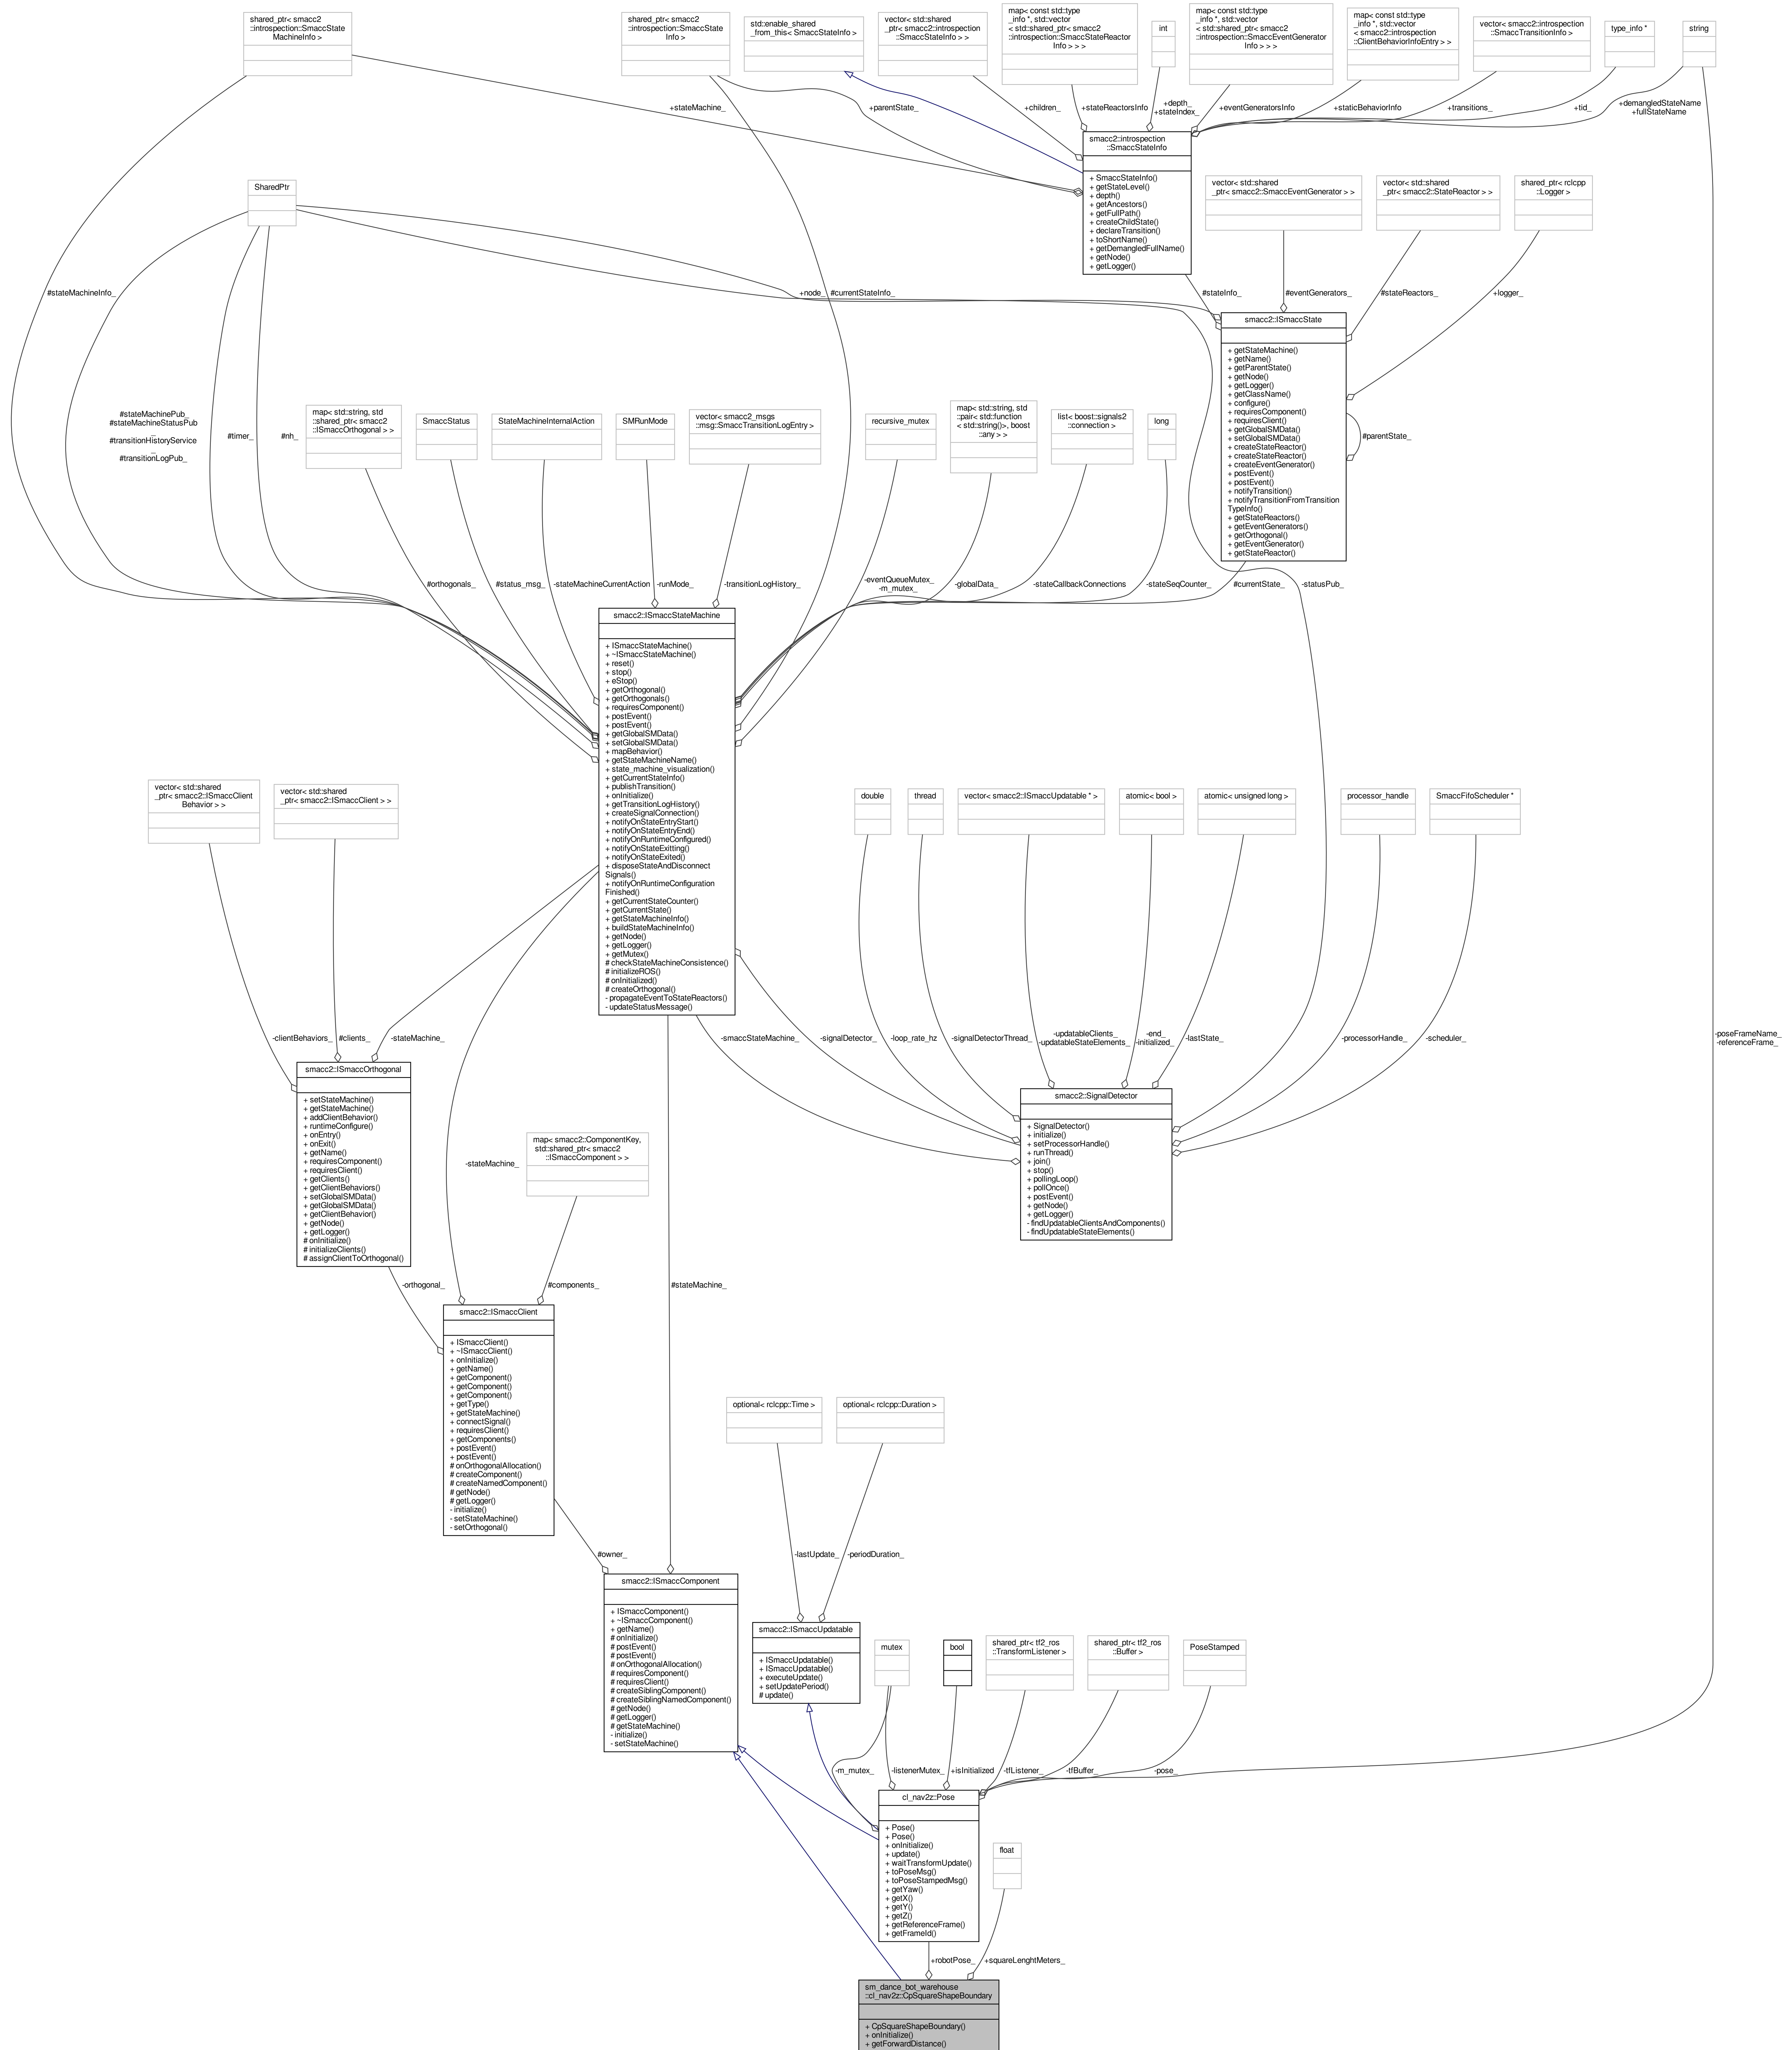 shared_ptr< smacc2
::introspection::SmaccState
MachineInfo >
shared_ptr< smacc2
::introspection::SmaccState
Info >
std::enable_shared
_from_this< SmaccStateInfo >
vector< std::shared
_ptr< smacc2::introspection
::SmaccStateInfo > >
map< const std::type
_info *, std::vector
< std::shared_ptr< smacc2
::introspection::SmaccStateReactor
Info > > >
int
map< const std::type
_info *, std::vector
< std::shared_ptr< smacc2
::introspection::SmaccEventGenerator
Info > > >
map< const std::type
_info *, std::vector
< smacc2::introspection
::ClientBehaviorInfoEntry > >
vector< smacc2::introspection
::SmaccTransitionInfo >
type_info *
string
+stateMachine_
+parentState_
+children_
+stateReactorsInfo
+depth_
+stateIndex_
+eventGeneratorsInfo
+staticBehaviorInfo
+transitions_
+tid_
+demangledStateName
+fullStateName
smacc2::introspection
::SmaccStateInfo
+ SmaccStateInfo()
+ getStateLevel()
+ depth()
+ getAncestors()
+ getFullPath()
+ createChildState()
+ declareTransition()
+ toShortName()
+ getDemangledFullName()
+ getNode()
+ getLogger()
SharedPtr
vector< std::shared
_ptr< smacc2::SmaccEventGenerator > >
vector< std::shared
_ptr< smacc2::StateReactor > >
shared_ptr< rclcpp
::Logger >
#stateMachineInfo_
+node_
#currentStateInfo_
#stateInfo_
#eventGenerators_
#stateReactors_
+logger_
smacc2::ISmaccState
+ getStateMachine()
+ getName()
+ getParentState()
+ getNode()
+ getLogger()
+ getClassName()
+ configure()
+ requiresComponent()
+ requiresClient()
+ getGlobalSMData()
+ setGlobalSMData()
+ createStateReactor()
+ createStateReactor()
+ createEventGenerator()
+ postEvent()
+ postEvent()
+ notifyTransition()
+ notifyTransitionFromTransition
TypeInfo()
+ getStateReactors()
+ getEventGenerators()
+ getOrthogonal()
+ getEventGenerator()
+ getStateReactor()
#parentState_
#stateMachinePub_
#stateMachineStatusPub
_
#transitionHistoryService
_
#transitionLogPub_
#timer_
#nh_
map< std::string, std
::shared_ptr< smacc2
::ISmaccOrthogonal > >
SmaccStatus
StateMachineInternalAction
SMRunMode
vector< smacc2_msgs
::msg::SmaccTransitionLogEntry >
recursive_mutex
map< std::string, std
::pair< std::function
< std::string()>, boost
::any > >
list< boost::signals2
::connection >
long
#orthogonals_
#status_msg_
-stateMachineCurrentAction
-runMode_
-transitionLogHistory_
-eventQueueMutex_
-m_mutex_
-globalData_
-stateCallbackConnections
-stateSeqCounter_
#currentState_
-statusPub_
smacc2::ISmaccStateMachine
+ ISmaccStateMachine()
+ ~ISmaccStateMachine()
+ reset()
+ stop()
+ eStop()
+ getOrthogonal()
+ getOrthogonals()
+ requiresComponent()
+ postEvent()
+ postEvent()
+ getGlobalSMData()
+ setGlobalSMData()
+ mapBehavior()
+ getStateMachineName()
+ state_machine_visualization()
+ getCurrentStateInfo()
+ publishTransition()
+ onInitialize()
+ getTransitionLogHistory()
+ createSignalConnection()
+ notifyOnStateEntryStart()
+ notifyOnStateEntryEnd()
+ notifyOnRuntimeConfigured()
+ notifyOnStateExitting()
+ notifyOnStateExited()
+ disposeStateAndDisconnect
Signals()
+ notifyOnRuntimeConfiguration
Finished()
+ getCurrentStateCounter()
+ getCurrentState()
+ getStateMachineInfo()
+ buildStateMachineInfo()
+ getNode()
+ getLogger()
+ getMutex()
# checkStateMachineConsistence()
# initializeROS()
# onInitialized()
# createOrthogonal()
- propagateEventToStateReactors()
- updateStatusMessage()
vector< std::shared
_ptr< smacc2::ISmaccClient
Behavior > >
vector< std::shared
_ptr< smacc2::ISmaccClient > >
double
thread
vector< smacc2::ISmaccUpdatable * >
atomic< bool >
atomic< unsigned long >
processor_handle
SmaccFifoScheduler *
-clientBehaviors_
#clients_
-stateMachine_
-smaccStateMachine_
-signalDetector_
-loop_rate_hz
-signalDetectorThread_
-updatableClients_
-updatableStateElements_
-end_
-initialized_
-lastState_
-processorHandle_
-scheduler_
-poseFrameName_
-referenceFrame_
smacc2::ISmaccOrthogonal
+ setStateMachine()
+ getStateMachine()
+ addClientBehavior()
+ runtimeConfigure()
+ onEntry()
+ onExit()
+ getName()
+ requiresComponent()
+ requiresClient()
+ getClients()
+ getClientBehaviors()
+ setGlobalSMData()
+ getGlobalSMData()
+ getClientBehavior()
+ getNode()
+ getLogger()
# onInitialize()
# initializeClients()
# assignClientToOrthogonal()
smacc2::SignalDetector
+ SignalDetector()
+ initialize()
+ setProcessorHandle()
+ runThread()
+ join()
+ stop()
+ pollingLoop()
+ pollOnce()
+ postEvent()
+ getNode()
+ getLogger()
- findUpdatableClientsAndComponents()
- findUpdatableStateElements()
map< smacc2::ComponentKey,
std::shared_ptr< smacc2
::ISmaccComponent > >
-stateMachine_
-orthogonal_
#components_
#stateMachine_
smacc2::ISmaccClient
+ ISmaccClient()
+ ~ISmaccClient()
+ onInitialize()
+ getName()
+ getComponent()
+ getComponent()
+ getComponent()
+ getType()
+ getStateMachine()
+ connectSignal()
+ requiresClient()
+ getComponents()
+ postEvent()
+ postEvent()
# onOrthogonalAllocation()
# createComponent()
# createNamedComponent()
# getNode()
# getLogger()
- initialize()
- setStateMachine()
- setOrthogonal()
optional< rclcpp::Time >
optional< rclcpp::Duration >
#owner_
-lastUpdate_
-periodDuration_
smacc2::ISmaccComponent
+ ISmaccComponent()
+ ~ISmaccComponent()
+ getName()
# onInitialize()
# postEvent()
# postEvent()
# onOrthogonalAllocation()
# requiresComponent()
# requiresClient()
# createSiblingComponent()
# createSiblingNamedComponent()
# getNode()
# getLogger()
# getStateMachine()
- initialize()
- setStateMachine()
smacc2::ISmaccUpdatable
+ ISmaccUpdatable()
+ ISmaccUpdatable()
+ executeUpdate()
+ setUpdatePeriod()
# update()
mutex
bool
shared_ptr< tf2_ros
::TransformListener >
shared_ptr< tf2_ros
::Buffer >
PoseStamped
-m_mutex_
-listenerMutex_
+isInitialized
-tfListener_
-tfBuffer_
-pose_
cl_nav2z::Pose
+ Pose()
+ Pose()
+ onInitialize()
+ update()
+ waitTransformUpdate()
+ toPoseMsg()
+ toPoseStampedMsg()
+ getYaw()
+ getX()
+ getY()
+ getZ()
+ getReferenceFrame()
+ getFrameId()
float
+robotPose_
+squareLenghtMeters_
sm_dance_bot_warehouse
::cl_nav2z::CpSquareShapeBoundary
+ CpSquareShapeBoundary()
+ onInitialize()
+ getForwardDistance()